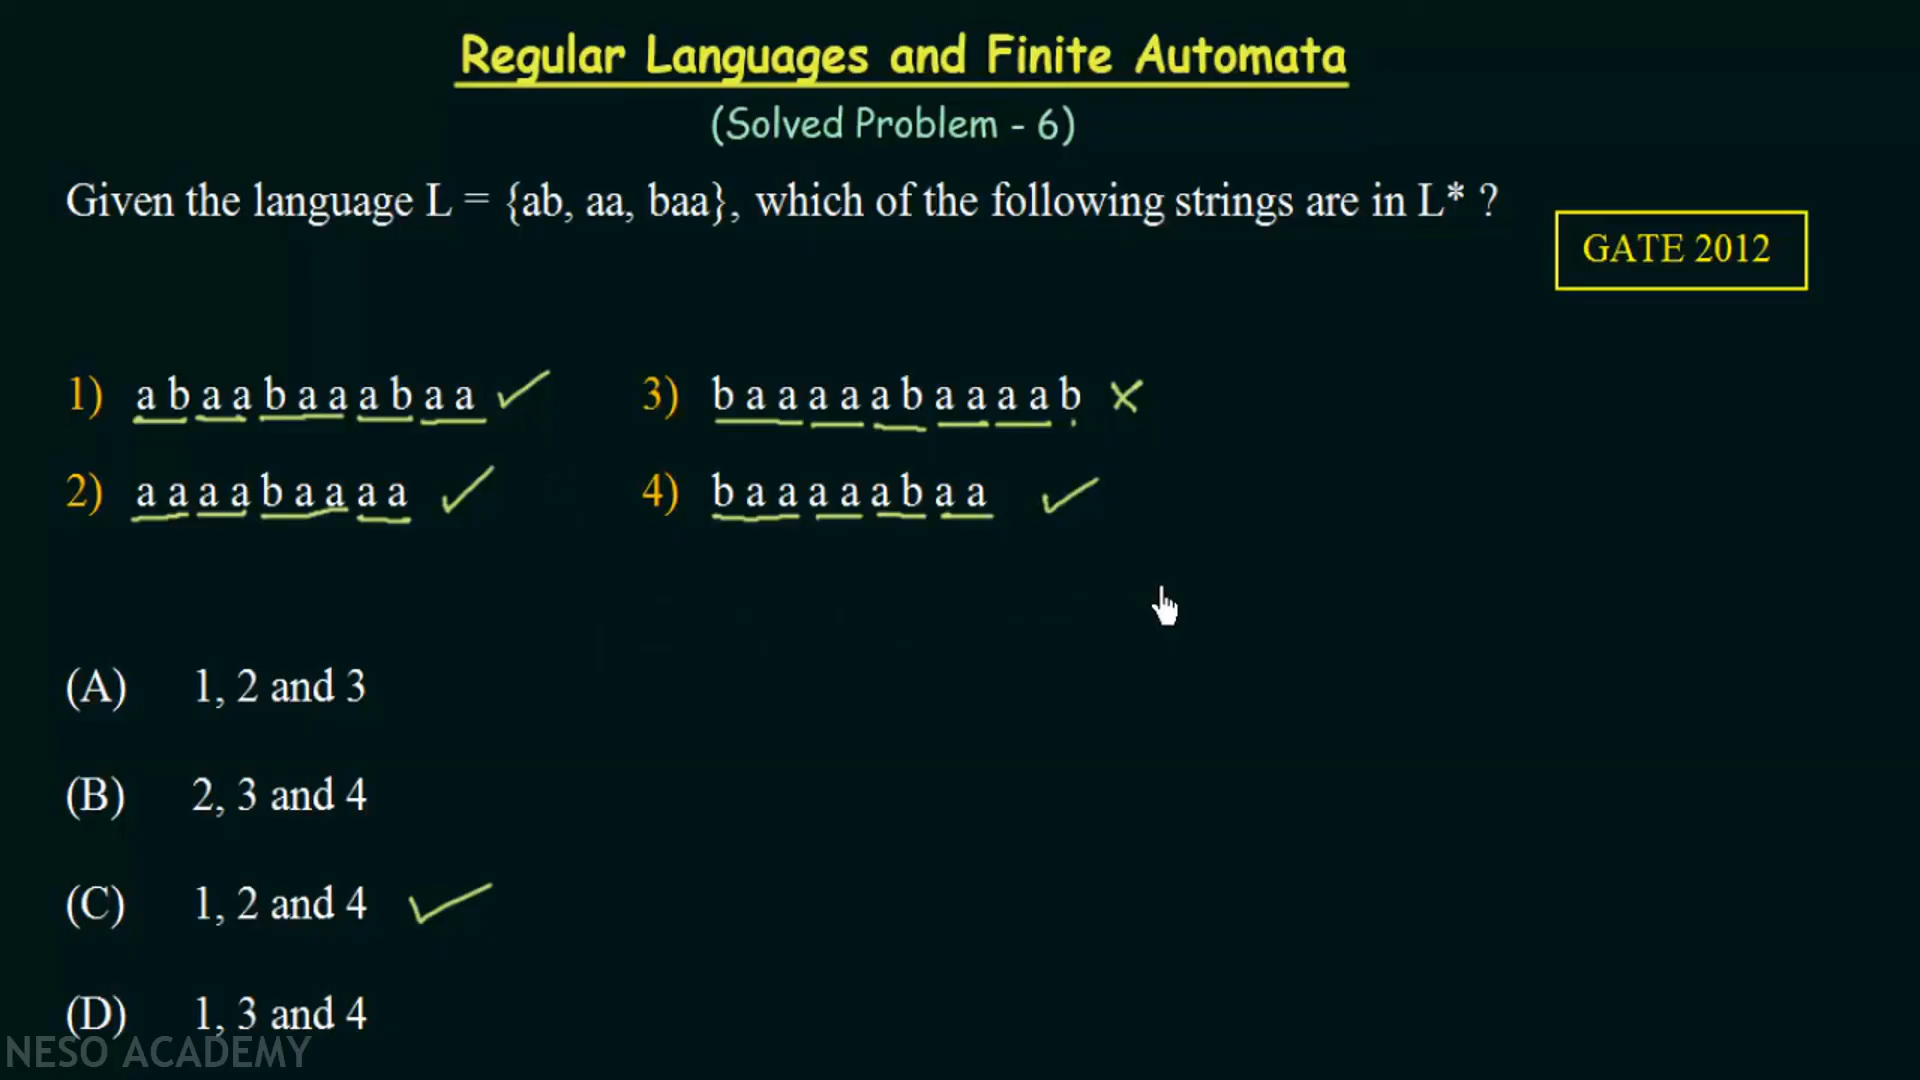 Regular Languages and Finite Automata
(Solved Problem - 6)
Given the language L = {ab, aa, baa}, which of the following strings are in L* ?
GATE 2012
1) a b a a b a a a b a a ✓
3) b a a a a a b a a a a b ✗
2) a a a a b a a a a ✓
4) b a a a a a b a a ✓
(A) 1, 2 and 3
(B) 2, 3 and 4
(C) 1, 2 and 4 ✓
(D) 1, 3 and 4
NESO ACADEMY